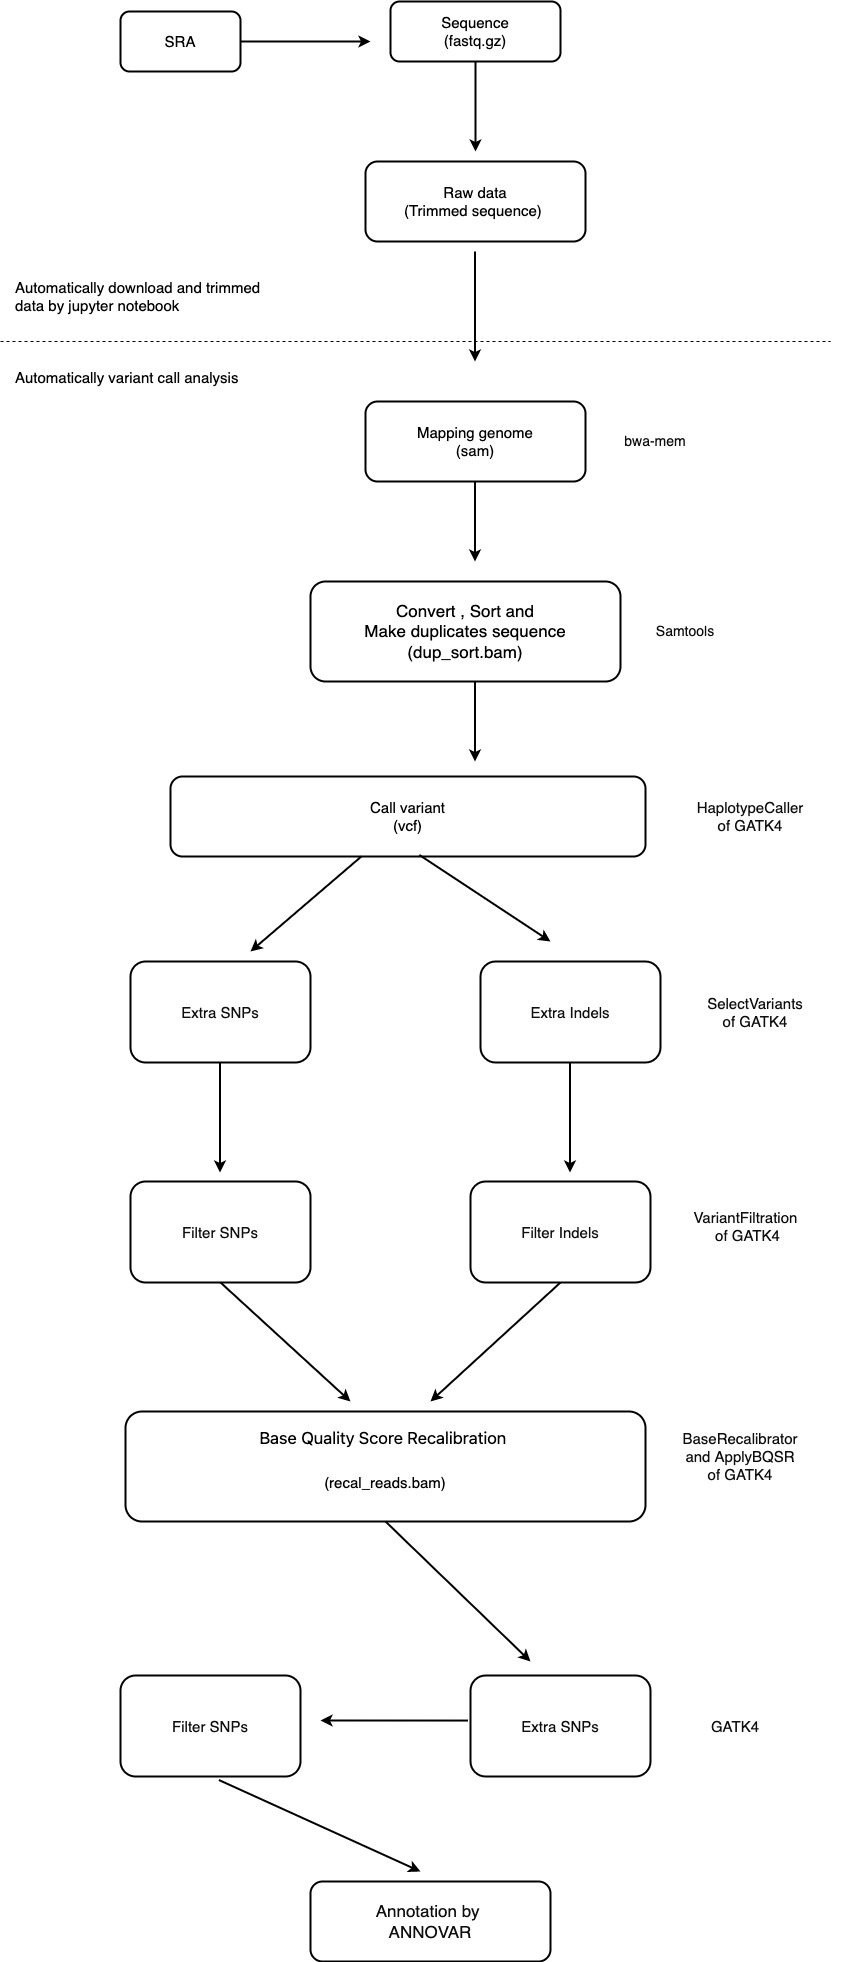 SRA
Sequence
(fastq.gz)
Raw data
(Trimmed sequence)
Automatically download and trimmed
data by jupyter notebook
Automatically variant call analysis
Mapping genome
(sam)
bwa-mem
Convert , Sort and
Make duplicates sequence
(dup_sort.bam)
Samtools
Call variant
(vcf)
HaplotypeCaller
of GATK4
Extra SNPs
Extra Indels
SelectVariants
of GATK4
Filter SNPs
Filter Indels
VariantFiltration
of GATK4
Base Quality Score Recalibration
(recal_reads.bam)
BaseRecalibrator
and ApplyBQSR
of GATK4
Filter SNPs
Extra SNPs
GATK4
Annotation by
ANNOVAR